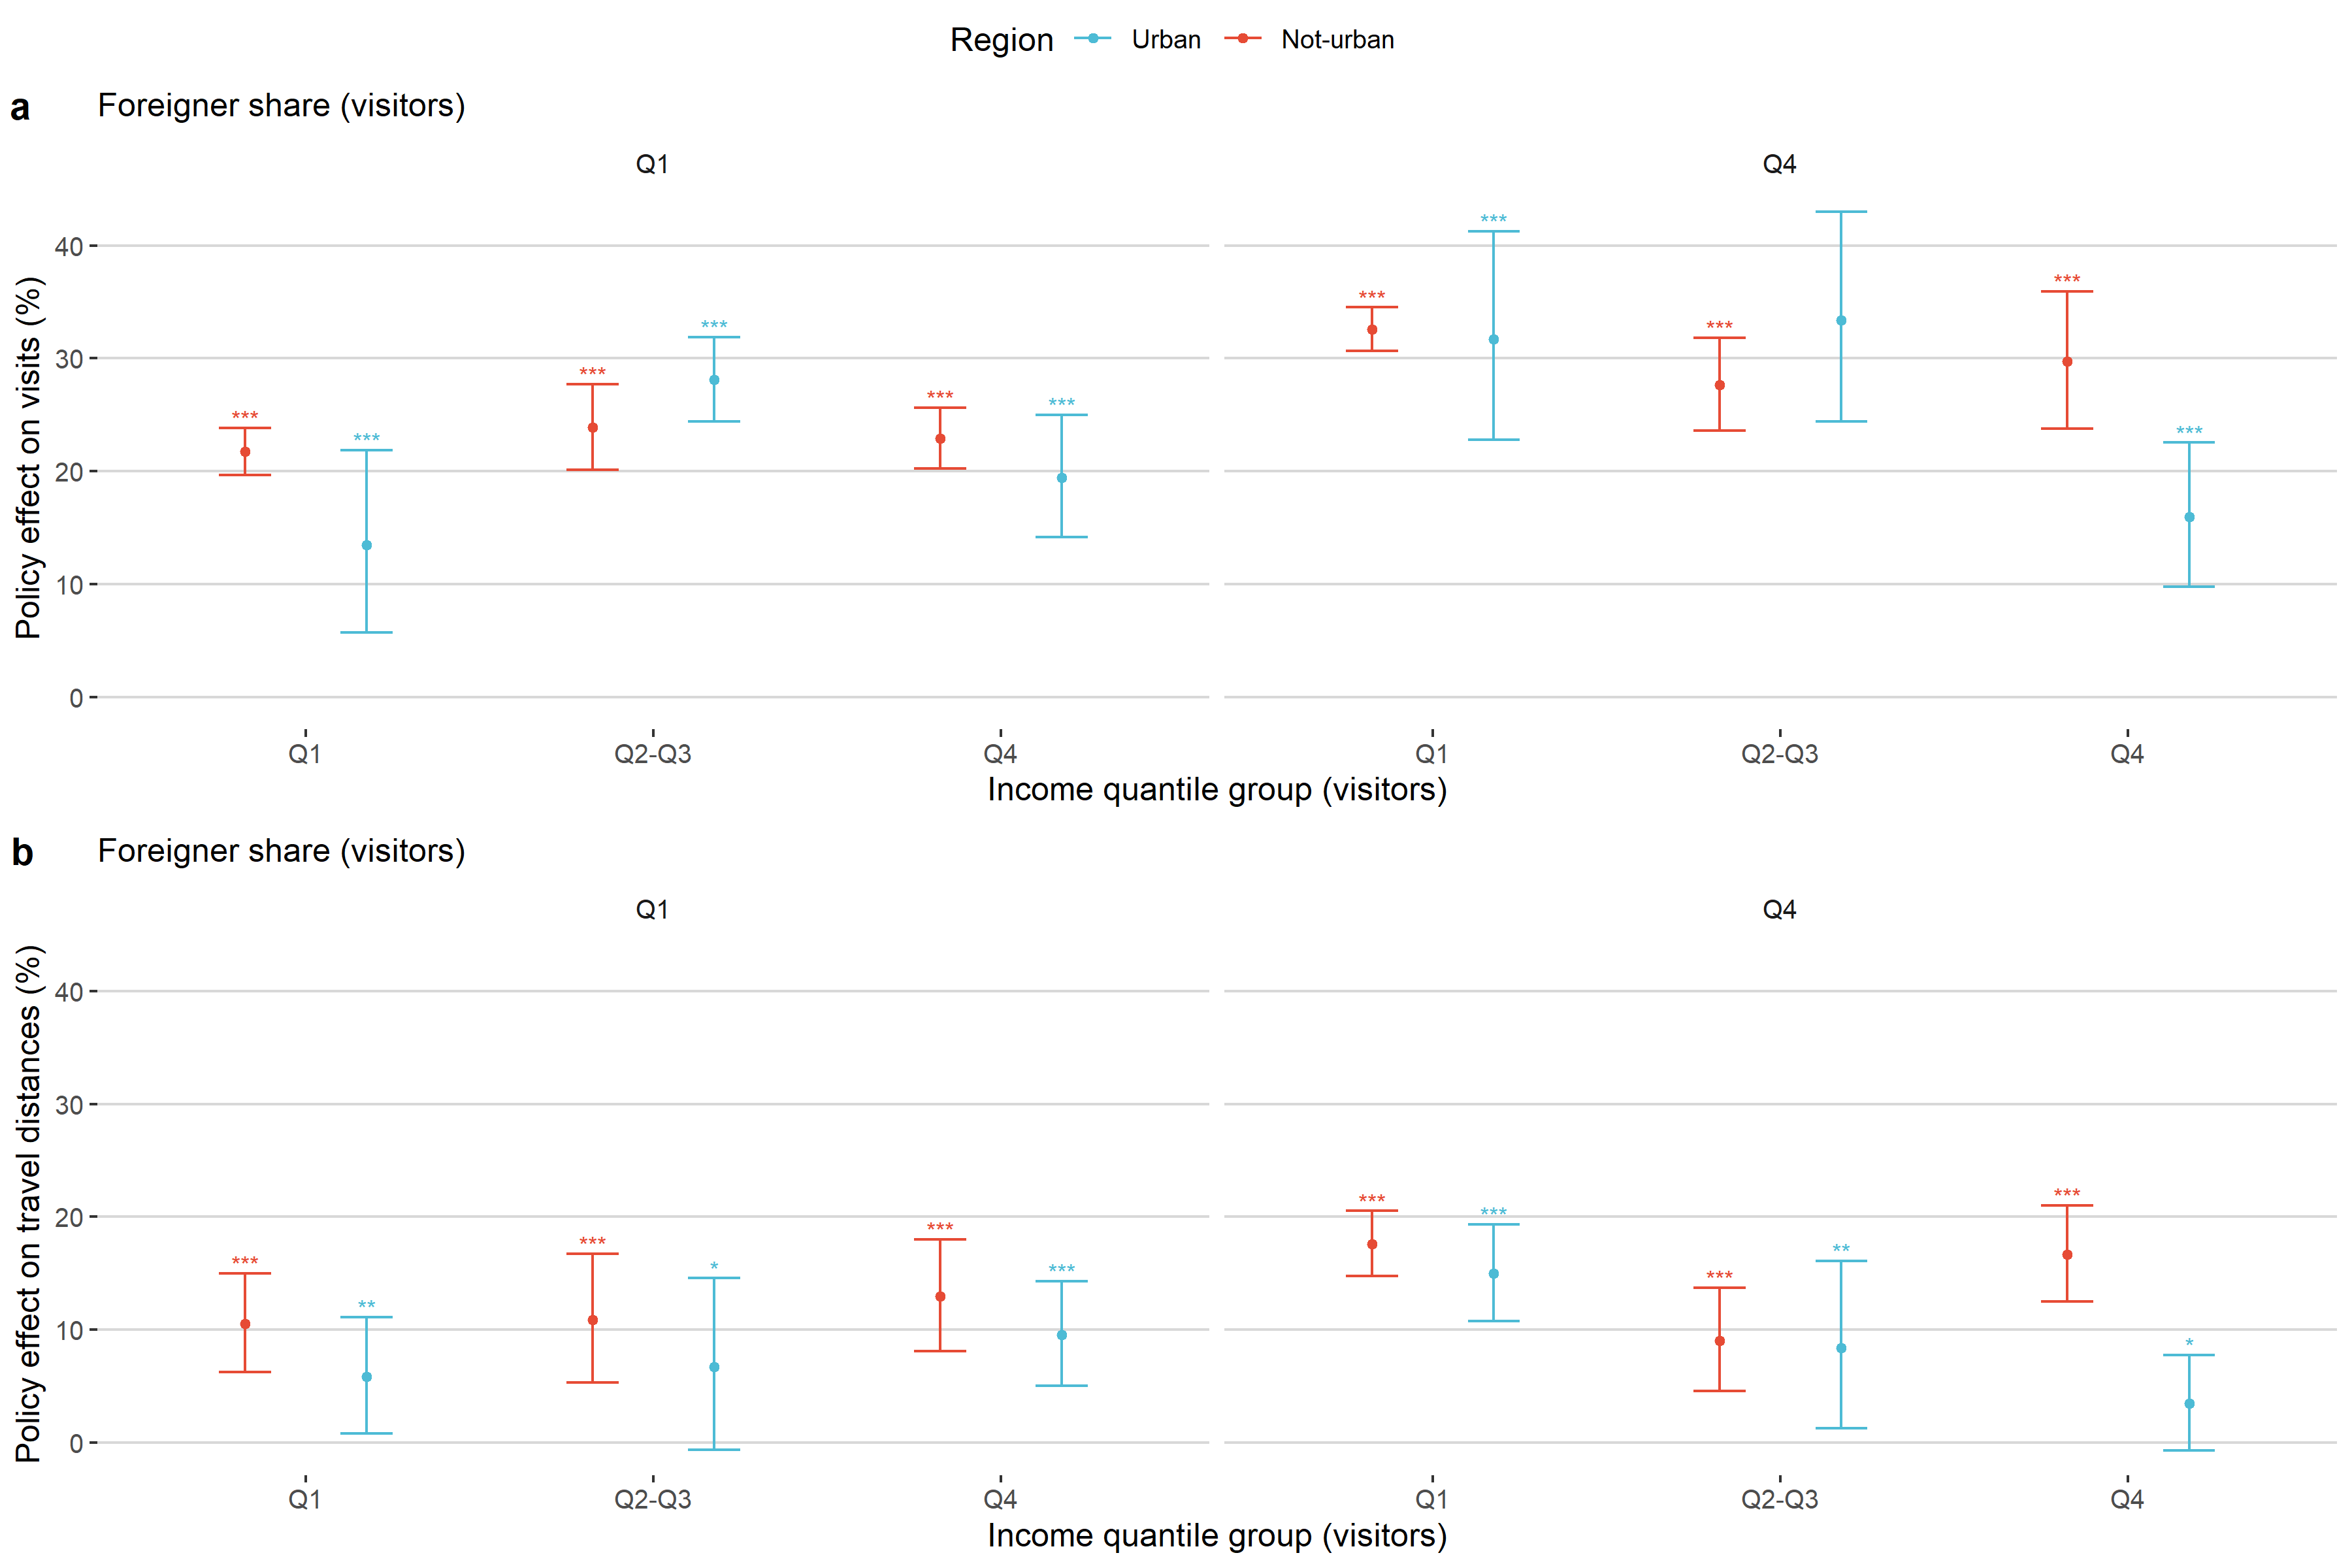 Region Urban Not-urban
a Foreigner share (visitors)
Q1 Q4
Policy effect on visits (%)
40
30
20
10
0
*** *** *** *** *** ***
*** *** *** *** ***
Q1 Q2-Q3 Q4 Q1 Q2-Q3 Q4
Income quantile group (visitors)
b Foreigner share (visitors)
Q1 Q4
Policy effect on travel distances (%)
40
30
20
10
0
*** ** *** * *** ***
*** *** *** ** *** *
Q1 Q2-Q3 Q4 Q1 Q2-Q3 Q4
Income quantile group (visitors)